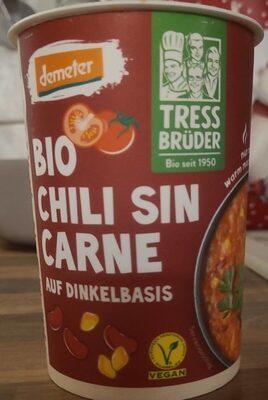 demeter
TRESS
BRÜDER
Bio seit 1950
BIO
CHILI SIN
CARNE
AUF DINKELBASIS
V
VEGAN